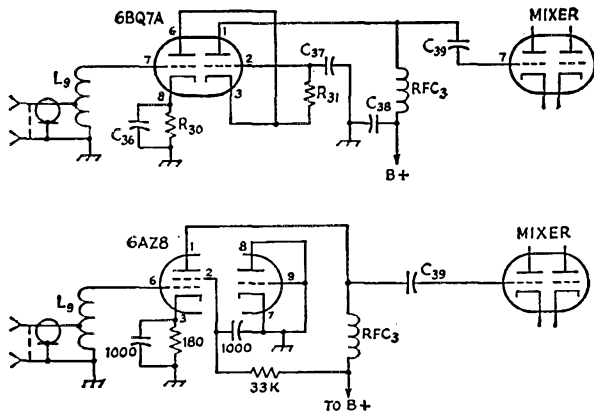 6BQ7A
6
1
7
2
8
3
L9
C36
R30
C37
R31
C38
RFC3
B+
C39
7
MIXER
6AZ8
1
8
6
2
9
3
7
L9
1000
180
1000
33K
RFC3
TO B+
C39
MIXER